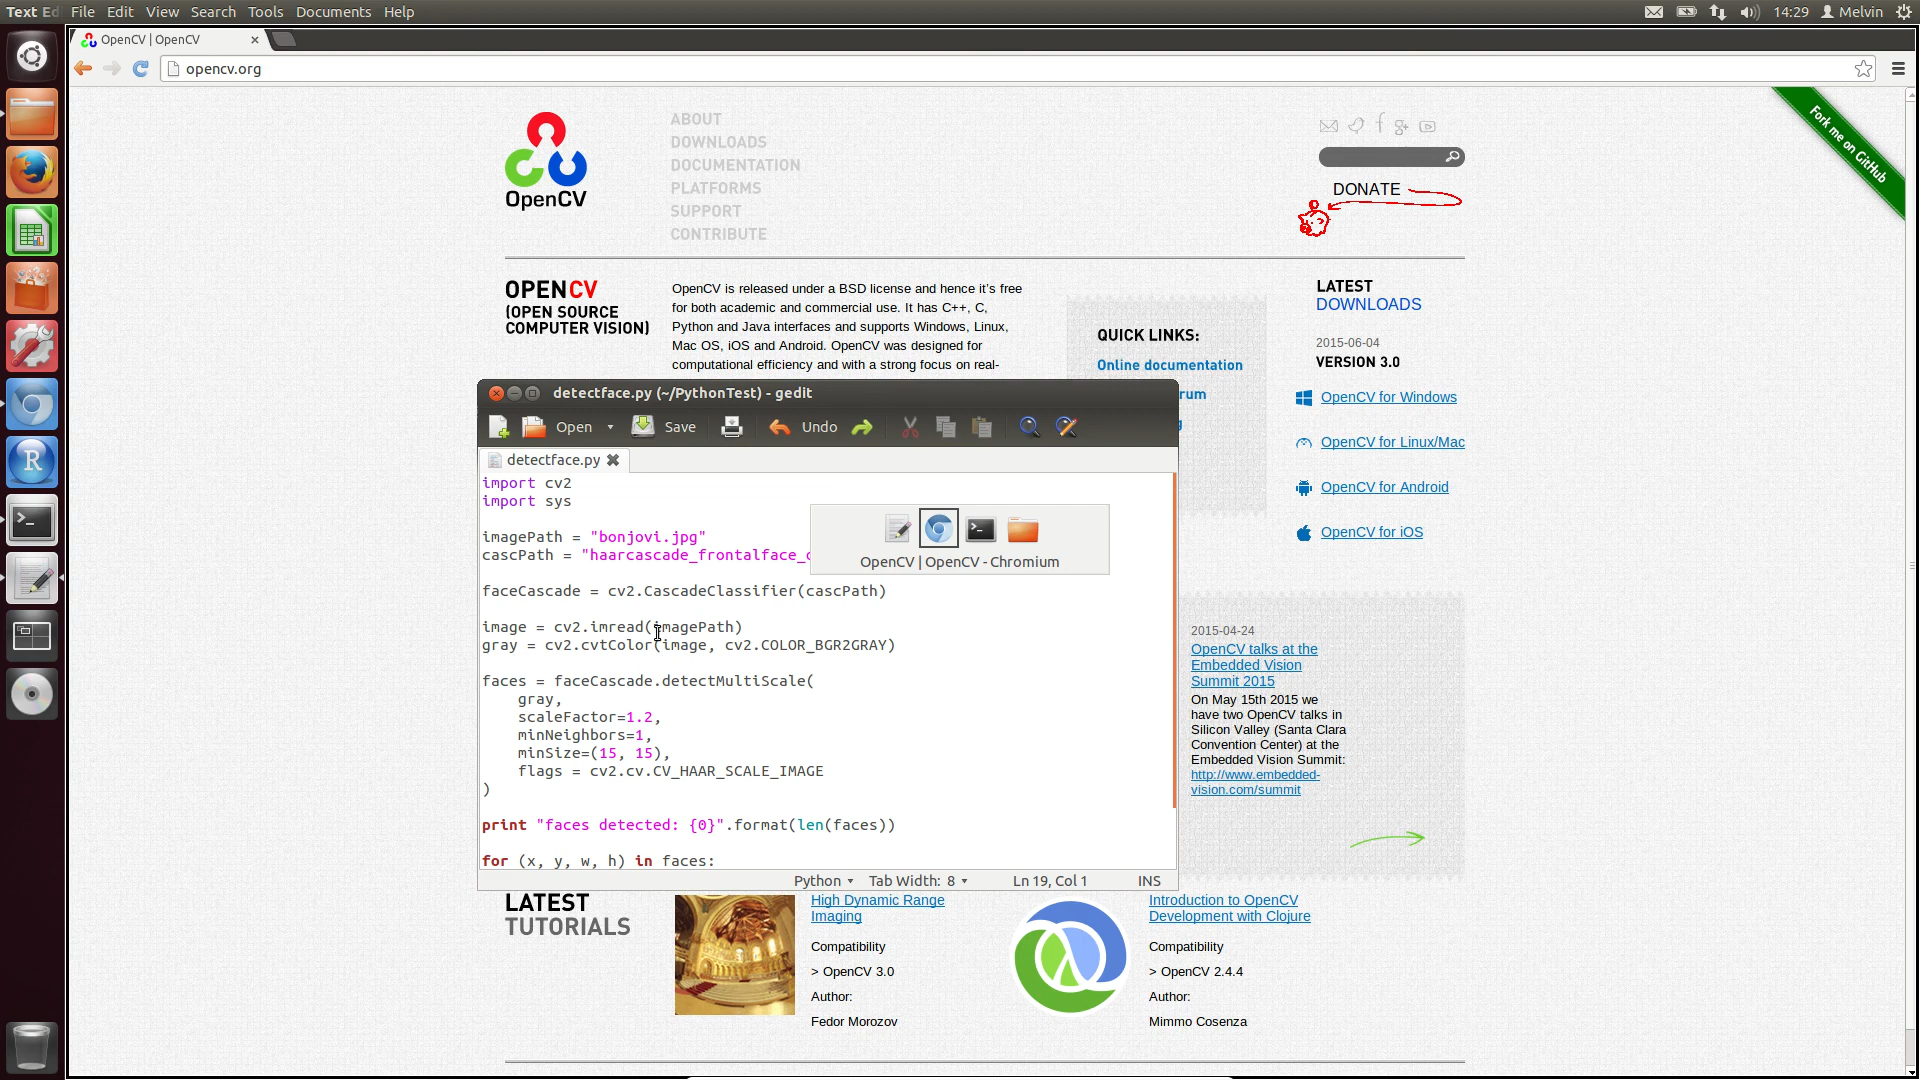 Text Ed File Edit View Search Tools Documents Help
14:29 Melvin
OpenCV | OpenCV
opencv.org
Fork me on GitHub
OpenCV
ABOUT
DOWNLOADS
DOCUMENTATION
PLATFORMS
SUPPORT
CONTRIBUTE
DONATE
OPENCV
(OPEN SOURCE
COMPUTER VISION)
OpenCV is released under a BSD license and hence it's free
for both academic and commercial use. It has C++, C,
Python and Java interfaces and supports Windows, Linux,
Mac OS, iOS and Android. OpenCV was designed for
computational efficiency and with a strong focus on real-
QUICK LINKS:
Online documentation
rum
g
LATEST
DOWNLOADS
2015-06-04
VERSION 3.0
OpenCV for Windows
OpenCV for Linux/Mac
OpenCV for Android
OpenCV for iOS
detectface.py (~/PythonTest) - gedit
Open Save Undo
detectface.py
import cv2
import sys
imagePath = "bonjovi.jpg"
cascPath = "haarcascade_frontalface_
OpenCV | OpenCV - Chromium
faceCascade = cv2.CascadeClassifier(cascPath)
image = cv2.imread(imagePath)
gray = cv2.cvtColor(image, cv2.COLOR_BGR2GRAY)
faces = faceCascade.detectMultiScale(
gray,
scaleFactor=1.2,
minNeighbors=1,
minSize=(15, 15),
flags = cv2.cv.CV_HAAR_SCALE_IMAGE
)
print "faces detected: {0}".format(len(faces))
for (x, y, w, h) in faces:
Python Tab Width: 8 Ln 19, Col 1 INS
2015-04-24
OpenCV talks at the
Embedded Vision
Summit 2015
On May 15th 2015 we
have two OpenCV talks in
Silicon Valley (Santa Clara
Convention Center) at the
Embedded Vision Summit:
http://www.embedded-
vision.com/summit
LATEST
TUTORIALS
High Dynamic Range
Imaging
Compatibility
> OpenCV 3.0
Author:
Fedor Morozov
Introduction to OpenCV
Development with Clojure
Compatibility
> OpenCV 2.4.4
Author:
Mimmo Cosenza